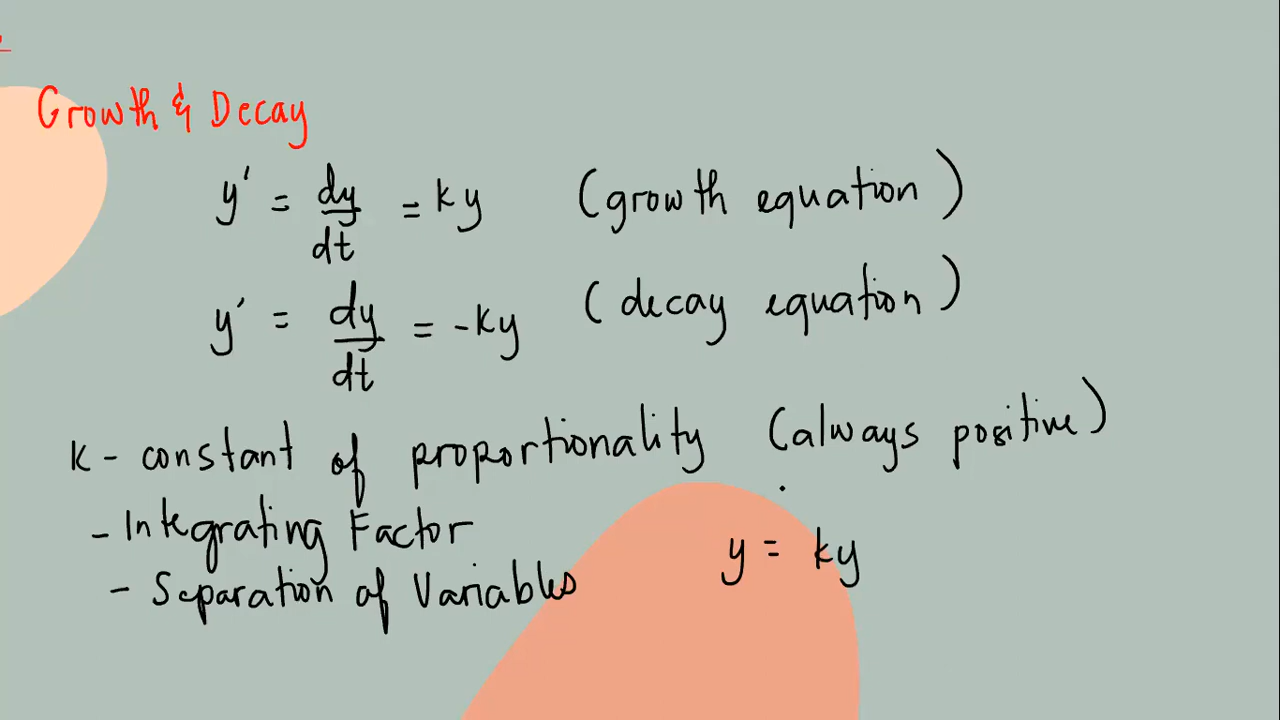 Growth & Decay
y' = dy/dt = ky (growth equation)
y' = dy/dt = -ky (decay equation)
k - constant of proportionality (always positive)
- Integrating Factor
- Separation of Variables
y = ky